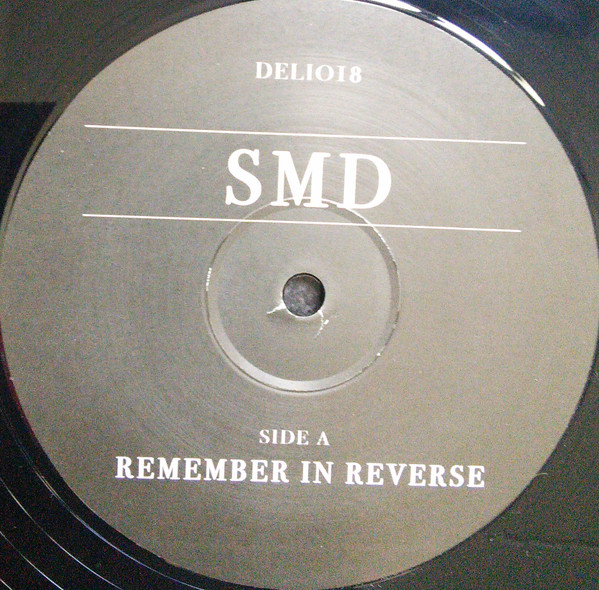 DELI018
SMD
SIDE A
REMEMBER IN REVERSE